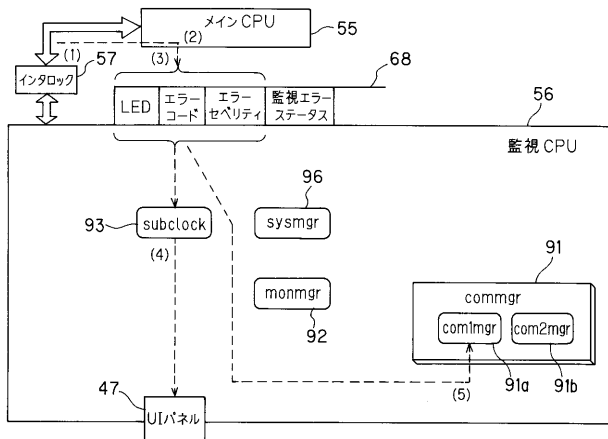 メインCPU
55
(1)
(2)
(3)
57
インタロック
68
LED
エラー
コード
エラー
セベリティ
監視エラー
ステータス
56
監視CPU
93
subclock
(4)
96
sysmgr
monmgr
92
91
commgr
com1mgr
com2mgr
91a
91b
(5)
47
UIパネル